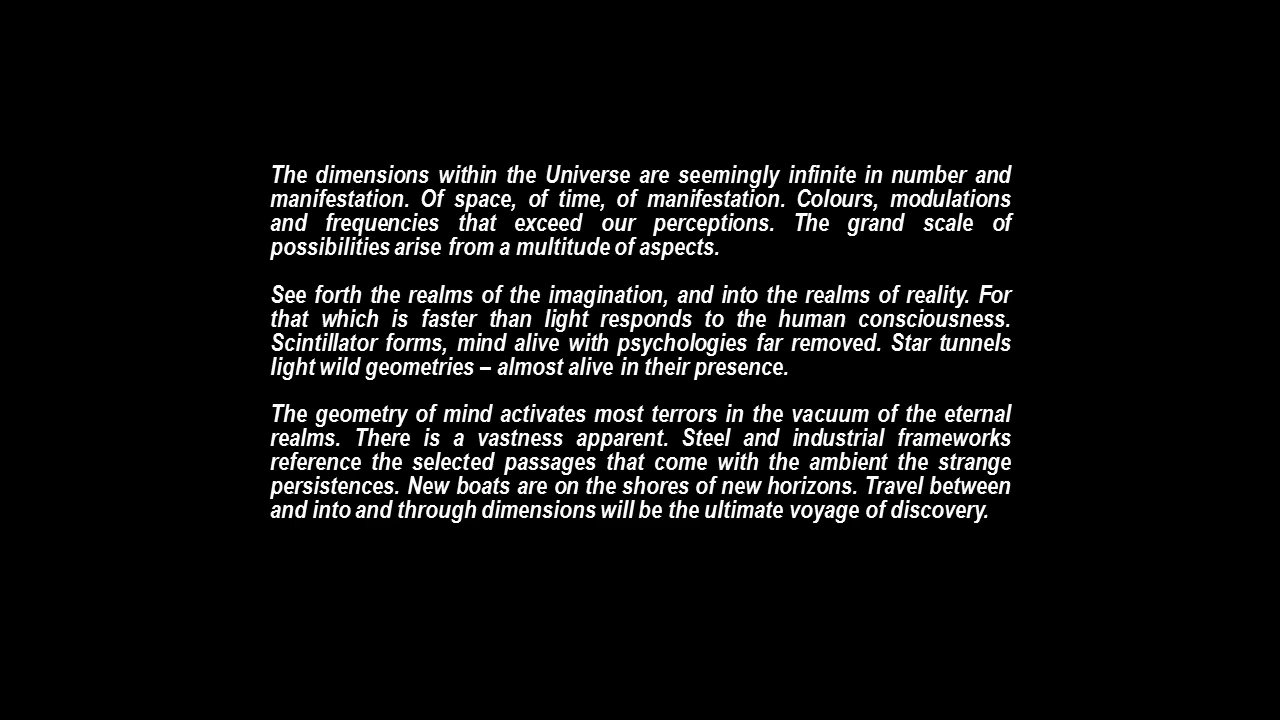 The dimensions within the Universe are seemingly infinite in number and
manifestation. Of space, of time, of manifestation. Colours, modulations
and frequencies that exceed our perceptions. The grand scale of
possibilities arise from a multitude of aspects.
See forth the realms of the imagination, and into the realms of reality. For
that which is faster than light responds to the human consciousness.
Scintillator forms, mind alive with psychologies far removed. Star tunnels
light wild geometries – almost alive in their presence.
The geometry of mind activates most terrors in the vacuum of the eternal
realms. There is a vastness apparent. Steel and industrial frameworks
reference the selected passages that come with the ambient the strange
persistences. New boats are on the shores of new horizons. Travel between
and into and through dimensions will be the ultimate voyage of discovery.